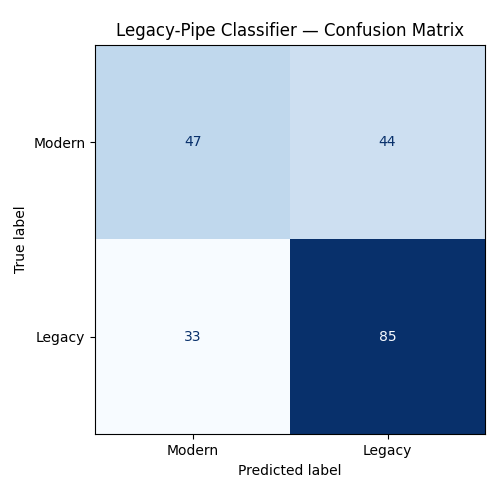 Legacy-Pipe Classifier — Confusion Matrix
True label
Modern
47
44
Legacy
33
85
Modern
Legacy
Predicted label